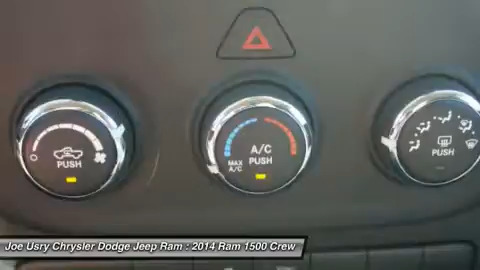 PUSH
A/C
PUSH
MAX
A/C
PUSH
Joe Usry Chrysler Dodge Jeep Ram : 2014 Ram 1500 Crew